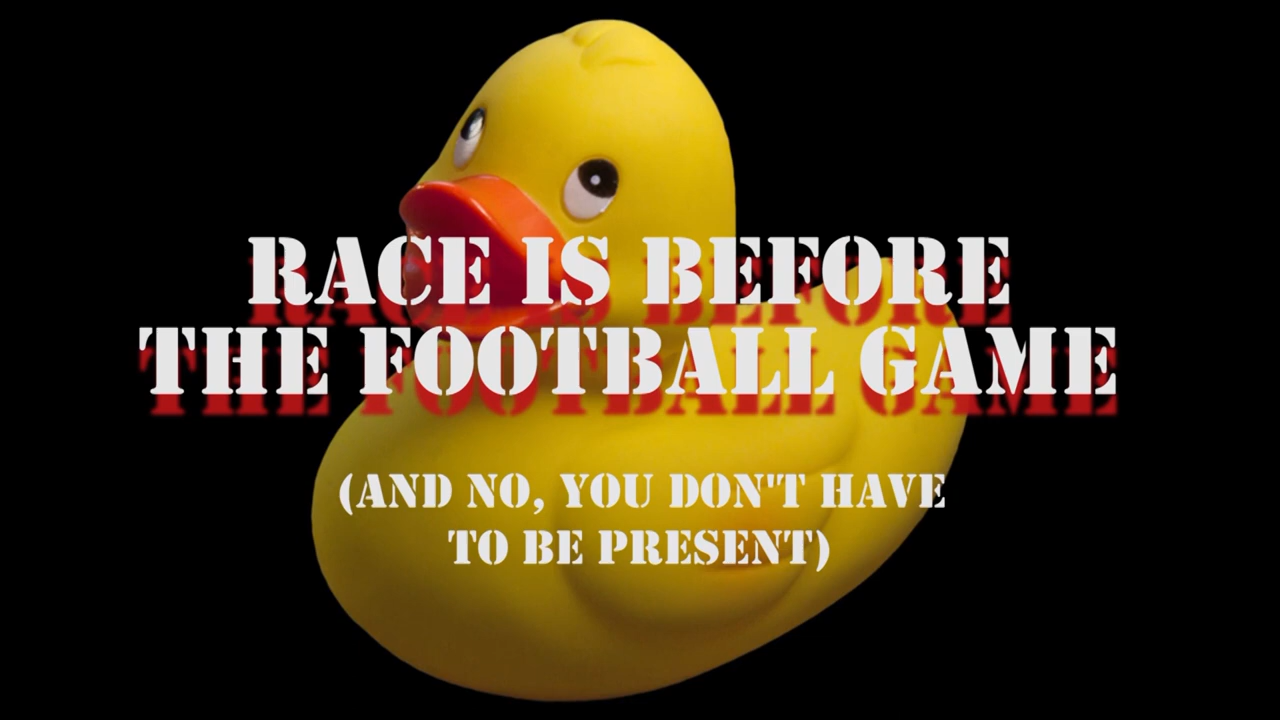 RACE IS BEFORE
THE FOOTBALL GAME
(AND NO, YOU DON'T HAVE
TO BE PRESENT)